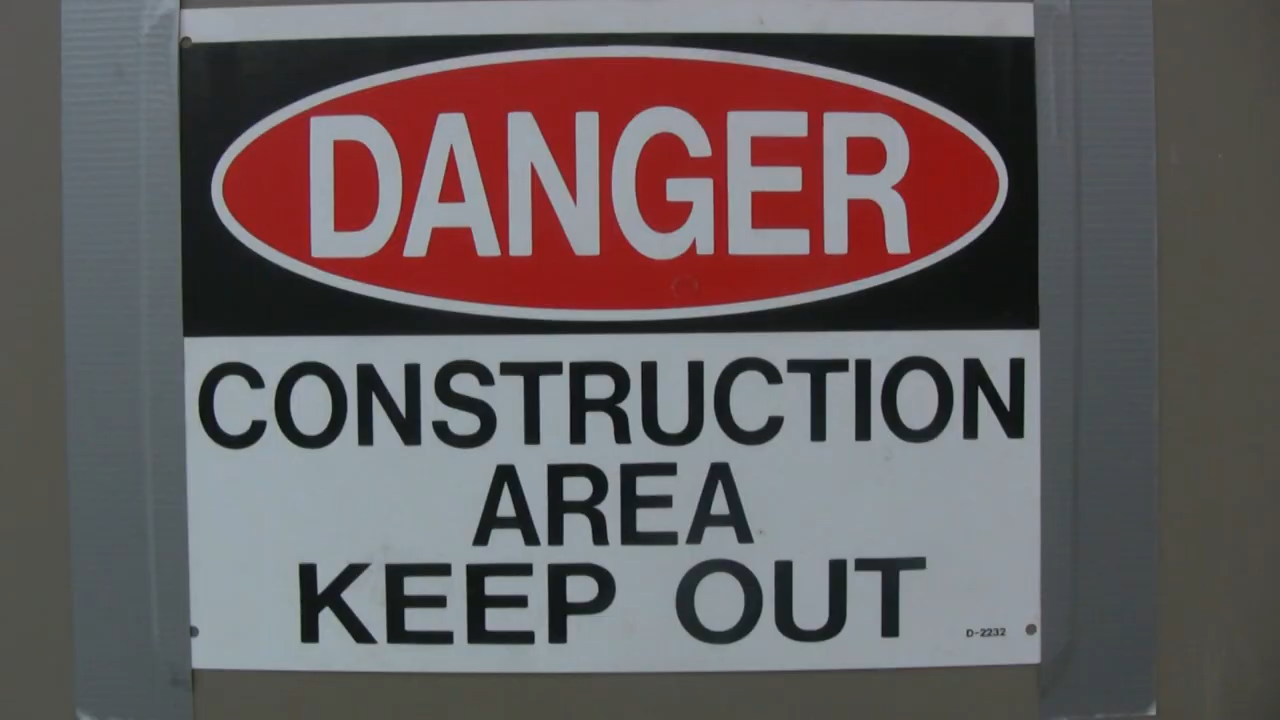 DANGER
CONSTRUCTION
AREA
KEEP OUT
D-2232